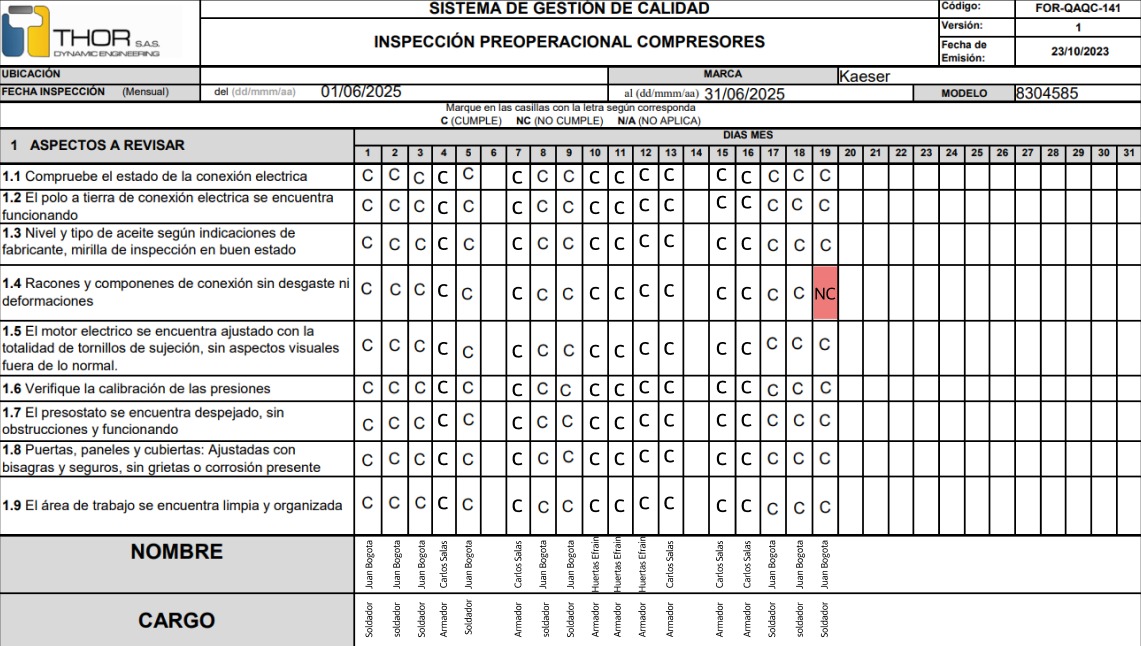 SISTEMA DE GESTIÓN DE CALIDAD
INSPECCIÓN PREOPERACIONAL COMPRESORES
THOR S.A.S.
DYNAMIC ENGINEERING
Código: FOR-QAQC-141
Versión: 1
Fecha de Emisión: 23/10/2023
UBICACIÓN MARCA Kaeser
FECHA INSPECCIÓN (Mensual) del (dd/mmm/aa) 01/06/2025 al (dd/mmm/aa) 31/06/2025 MODELO 8304585
Marque en las casillas con la letra según corresponda
C (CUMPLE) NC (NO CUMPLE) N/A (NO APLICA)
1 ASPECTOS A REVISAR DIAS MES
1 2 3 4 5 6 7 8 9 10 11 12 13 14 15 16 17 18 19 20 21 22 23 24 25 26 27 28 29 30 31
1.1 Compruebe el estado de la conexión electrica C C C C C C C C C C C C C C C C C
1.2 El polo a tierra de conexión electrica se encuentra
funcionando C C C C C C C C C C C C C C C C C
1.3 Nivel y tipo de aceite según indicaciones de
fabricante, mirilla de inspección en buen estado C C C C C C C C C C C C C C C C C
1.4 Racones y componenes de conexión sin desgaste ni
deformaciones C C C C C C C C C C C C C C C C NC
1.5 El motor electrico se encuentra ajustado con la
totalidad de tornillos de sujeción, sin aspectos visuales
fuera de lo normal. C C C C C C C C C C C C C C C C C
1.6 Verifique la calibración de las presiones C C C C C C C C C C C C C C C C C
1.7 El presostato se encuentra despejado, sin
obstrucciones y funcionando C C C C C C C C C C C C C C C C C
1.8 Puertas, paneles y cubiertas: Ajustadas con
bisagras y seguros, sin grietas o corrosión presente C C C C C C C C C C C C C C C C C
1.9 El área de trabajo se encuentra limpia y organizada C C C C C C C C C C C C C C C C C
NOMBRE Juan Bogota Juan Bogota Juan Bogota Carlos Salas Juan Bogota Carlos Salas Juan Bogota Juan Bogota Huertas Efrain Huertas Efrain Huertas Efrain Carlos Salas Carlos Salas Carlos Salas Juan Bogota Juan Bogota Juan Bogota
CARGO Soldador soldador Soldador Armador Soldador Armador soldador Soldador Armador Armador Armador Armador Armador Armador Soldador soldador Soldador